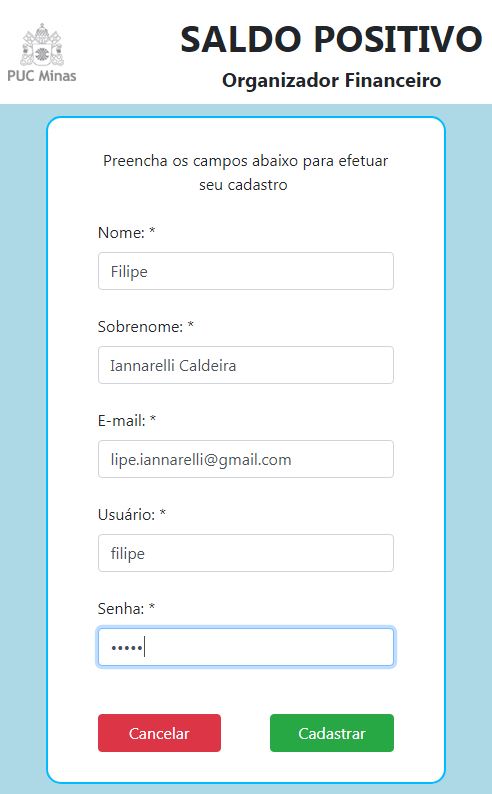 PUC Minas
SALDO POSITIVO
Organizador Financeiro
Preencha os campos abaixo para efetuar
seu cadastro
Nome: *
Filipe
Sobrenome: *
Iannarelli Caldeira
E-mail: *
lipe.iannarelli@gmail.com
Usuário: *
filipe
Senha: *
•••••
Cancelar
Cadastrar